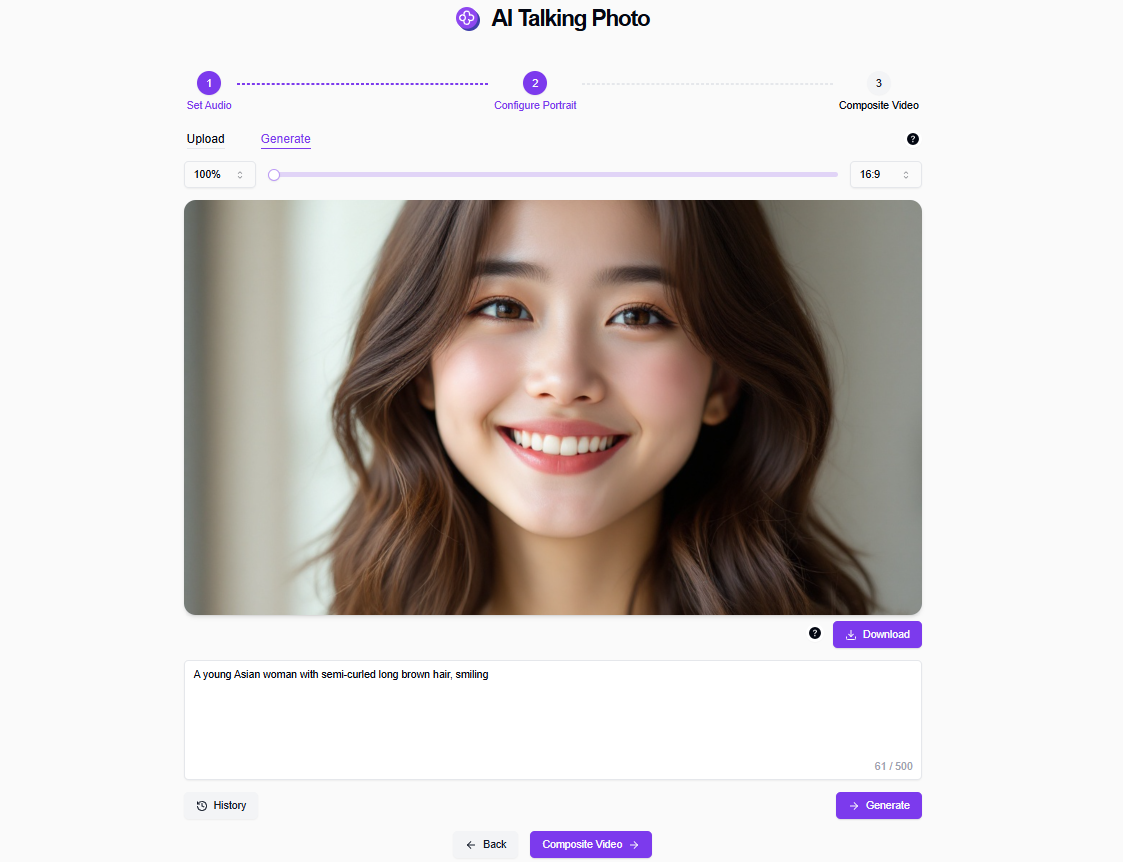 AI Talking Photo
1 2 3
Set Audio Configure Portrait Composite Video
Upload Generate ?
100% 16:9
? Download
A young Asian woman with semi-curled long brown hair, smiling
61 / 500
History Generate
Back Composite Video